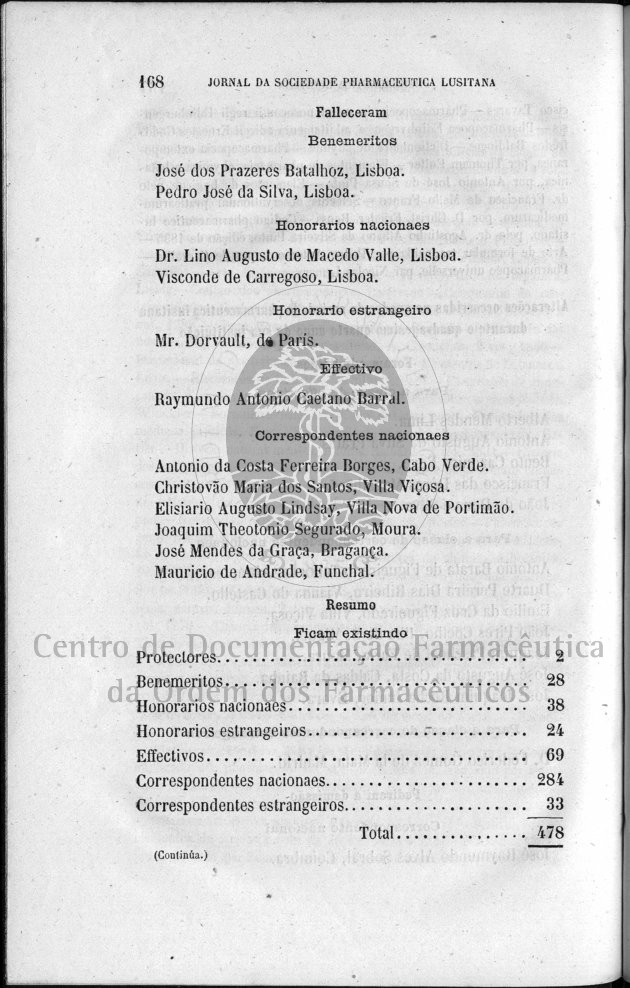 168 JORNAL DA SOCIEDADE PHARMACEUTICA LUSITANA
Falleceram
Benemeritos
José dos Prazeres Batalhoz, Lisboa.
Pedro José da Silva, Lisboa.
Honorarios nacionaes
Dr. Lino Augusto de Macedo Valle, Lisboa.
Visconde de Carregoso, Lisboa.
Honorario estrangeiro
Mr. Dorvault, de Paris.
Effectivo
Raymundo Antonio Caetano Barral.
Correspondentes nacionaes
Antonio da Costa Ferreira Borges, Cabo Verde.
Christovão Maria dos Santos, Villa Viçosa.
Elisiario Augusto Lindsay, Villa Nova de Portimão.
Joaquim Theotonio Segurado, Moura.
José Mendes da Graça, Bragança.
Mauricio de Andrade, Funchal.
Resumo
Ficam existindo
Centro de Documentação Farmacêutica
Protectores 2
Benemeritos 28
da Ordem dos Farmacêuticos
Honorarios nacionaes 38
Honorarios estrangeiros 24
Effectivos 69
Correspondentes nacionaes 284
Correspondentes estrangeiros 33
Total 478
(Continúa.)